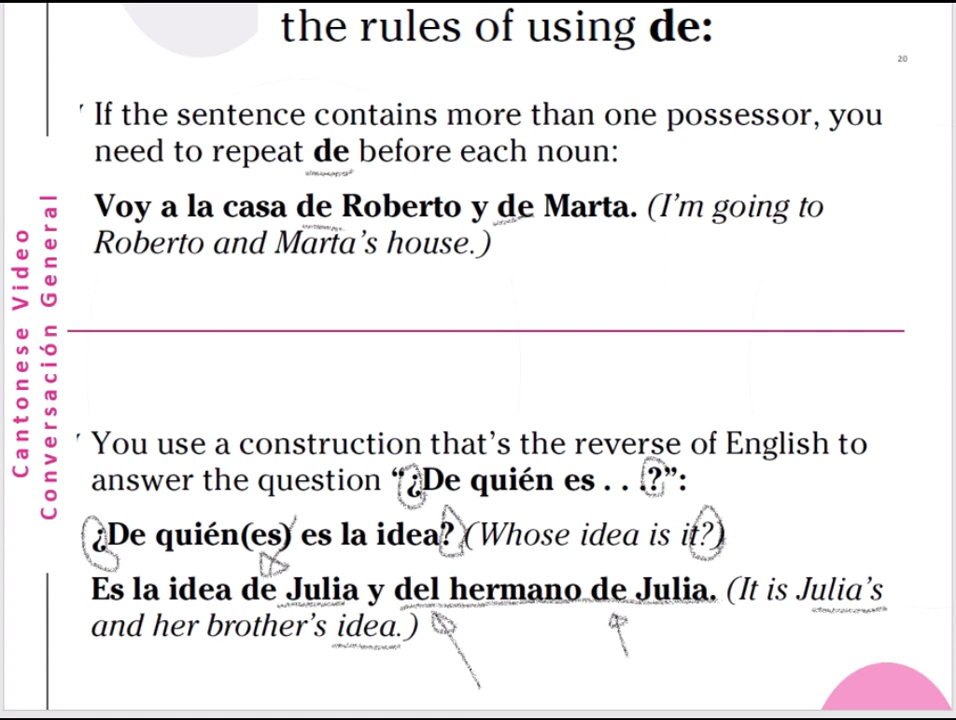 the rules of using de:
20
If the sentence contains more than one possessor, you
need to repeat de before each noun:
Voy a la casa de Roberto y de Marta. (I'm going to
Roberto and Marta's house.)
Cantonese Video
Conversación General
You use a construction that's the reverse of English to
answer the question “¿De quién es . . .?”:
¿De quién(es) es la idea? (Whose idea is it?)
Es la idea de Julia y del hermano de Julia. (It is Julia's
and her brother's idea.)